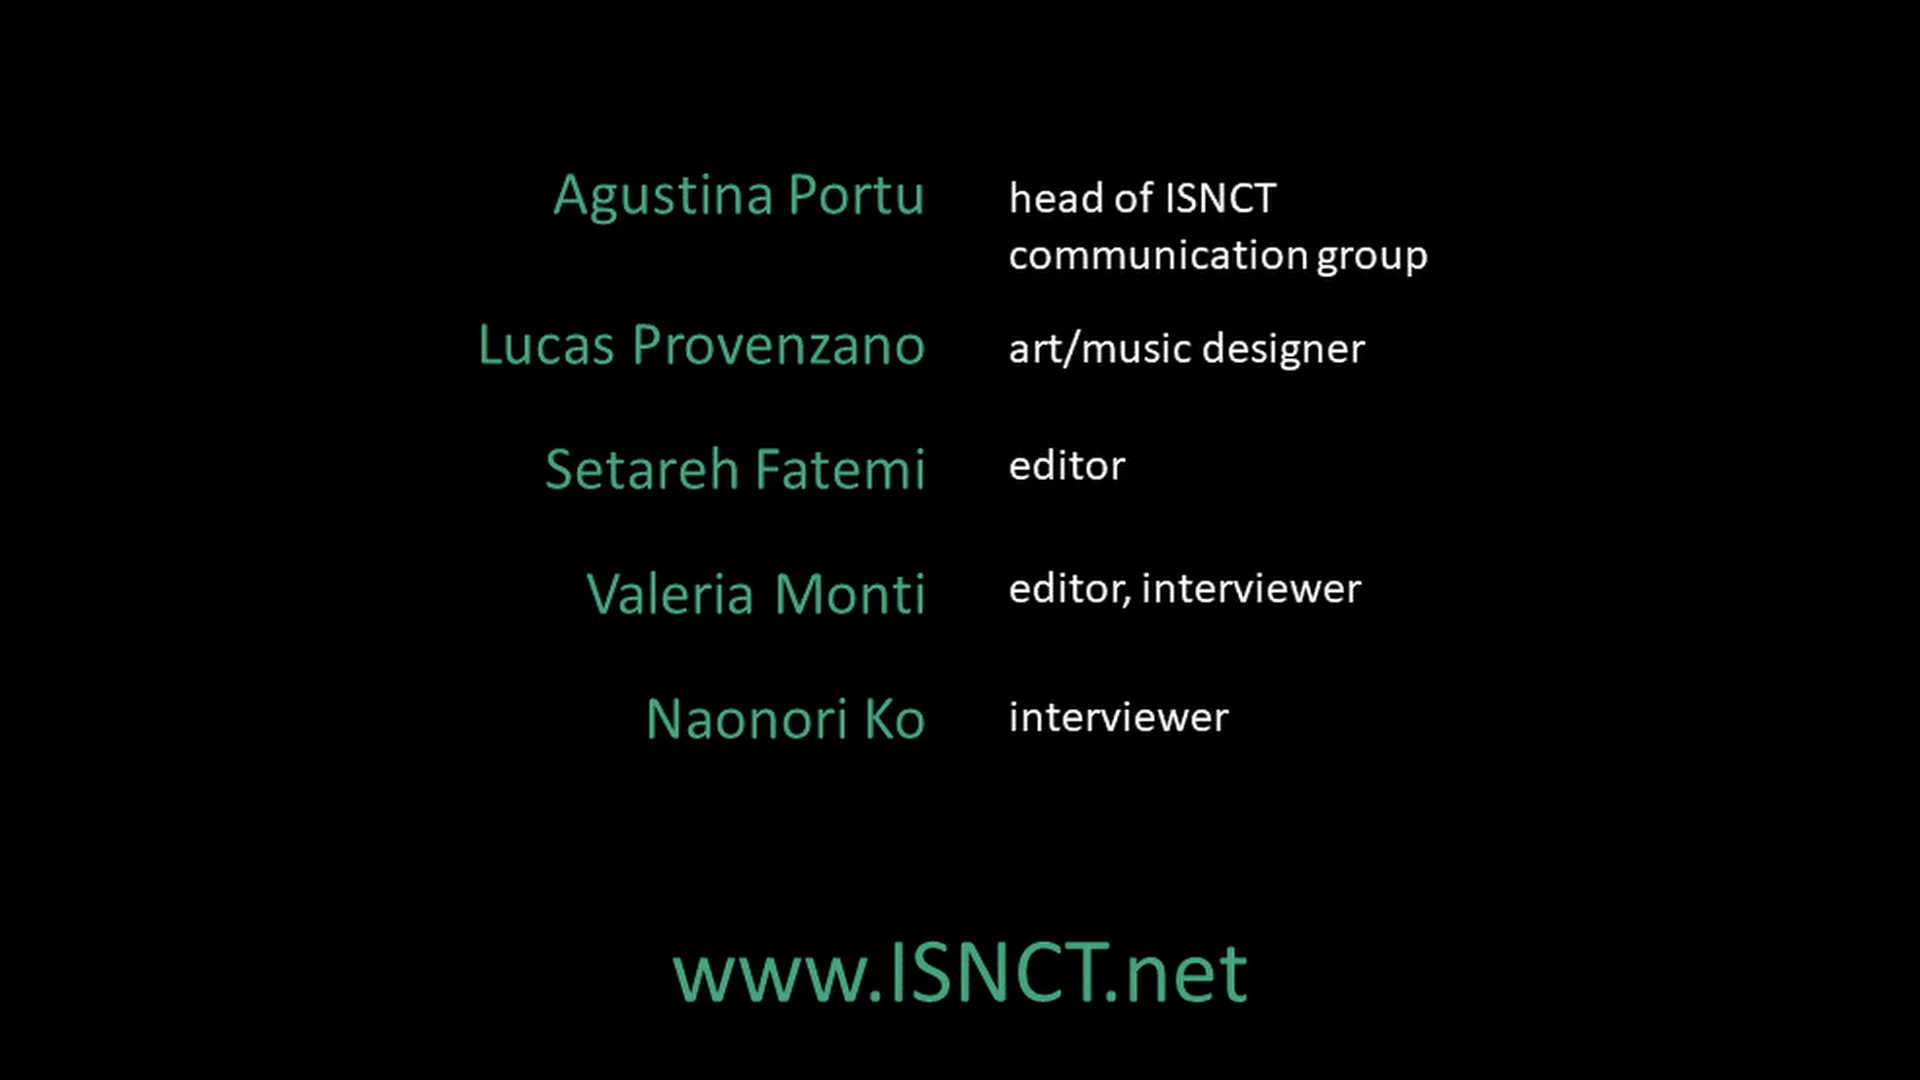 Agustina Portu head of ISNCT
communication group
Lucas Provenzano art/music designer
Setareh Fatemi editor
Valeria Monti editor, interviewer
Naonori Ko interviewer
www.ISNCT.net